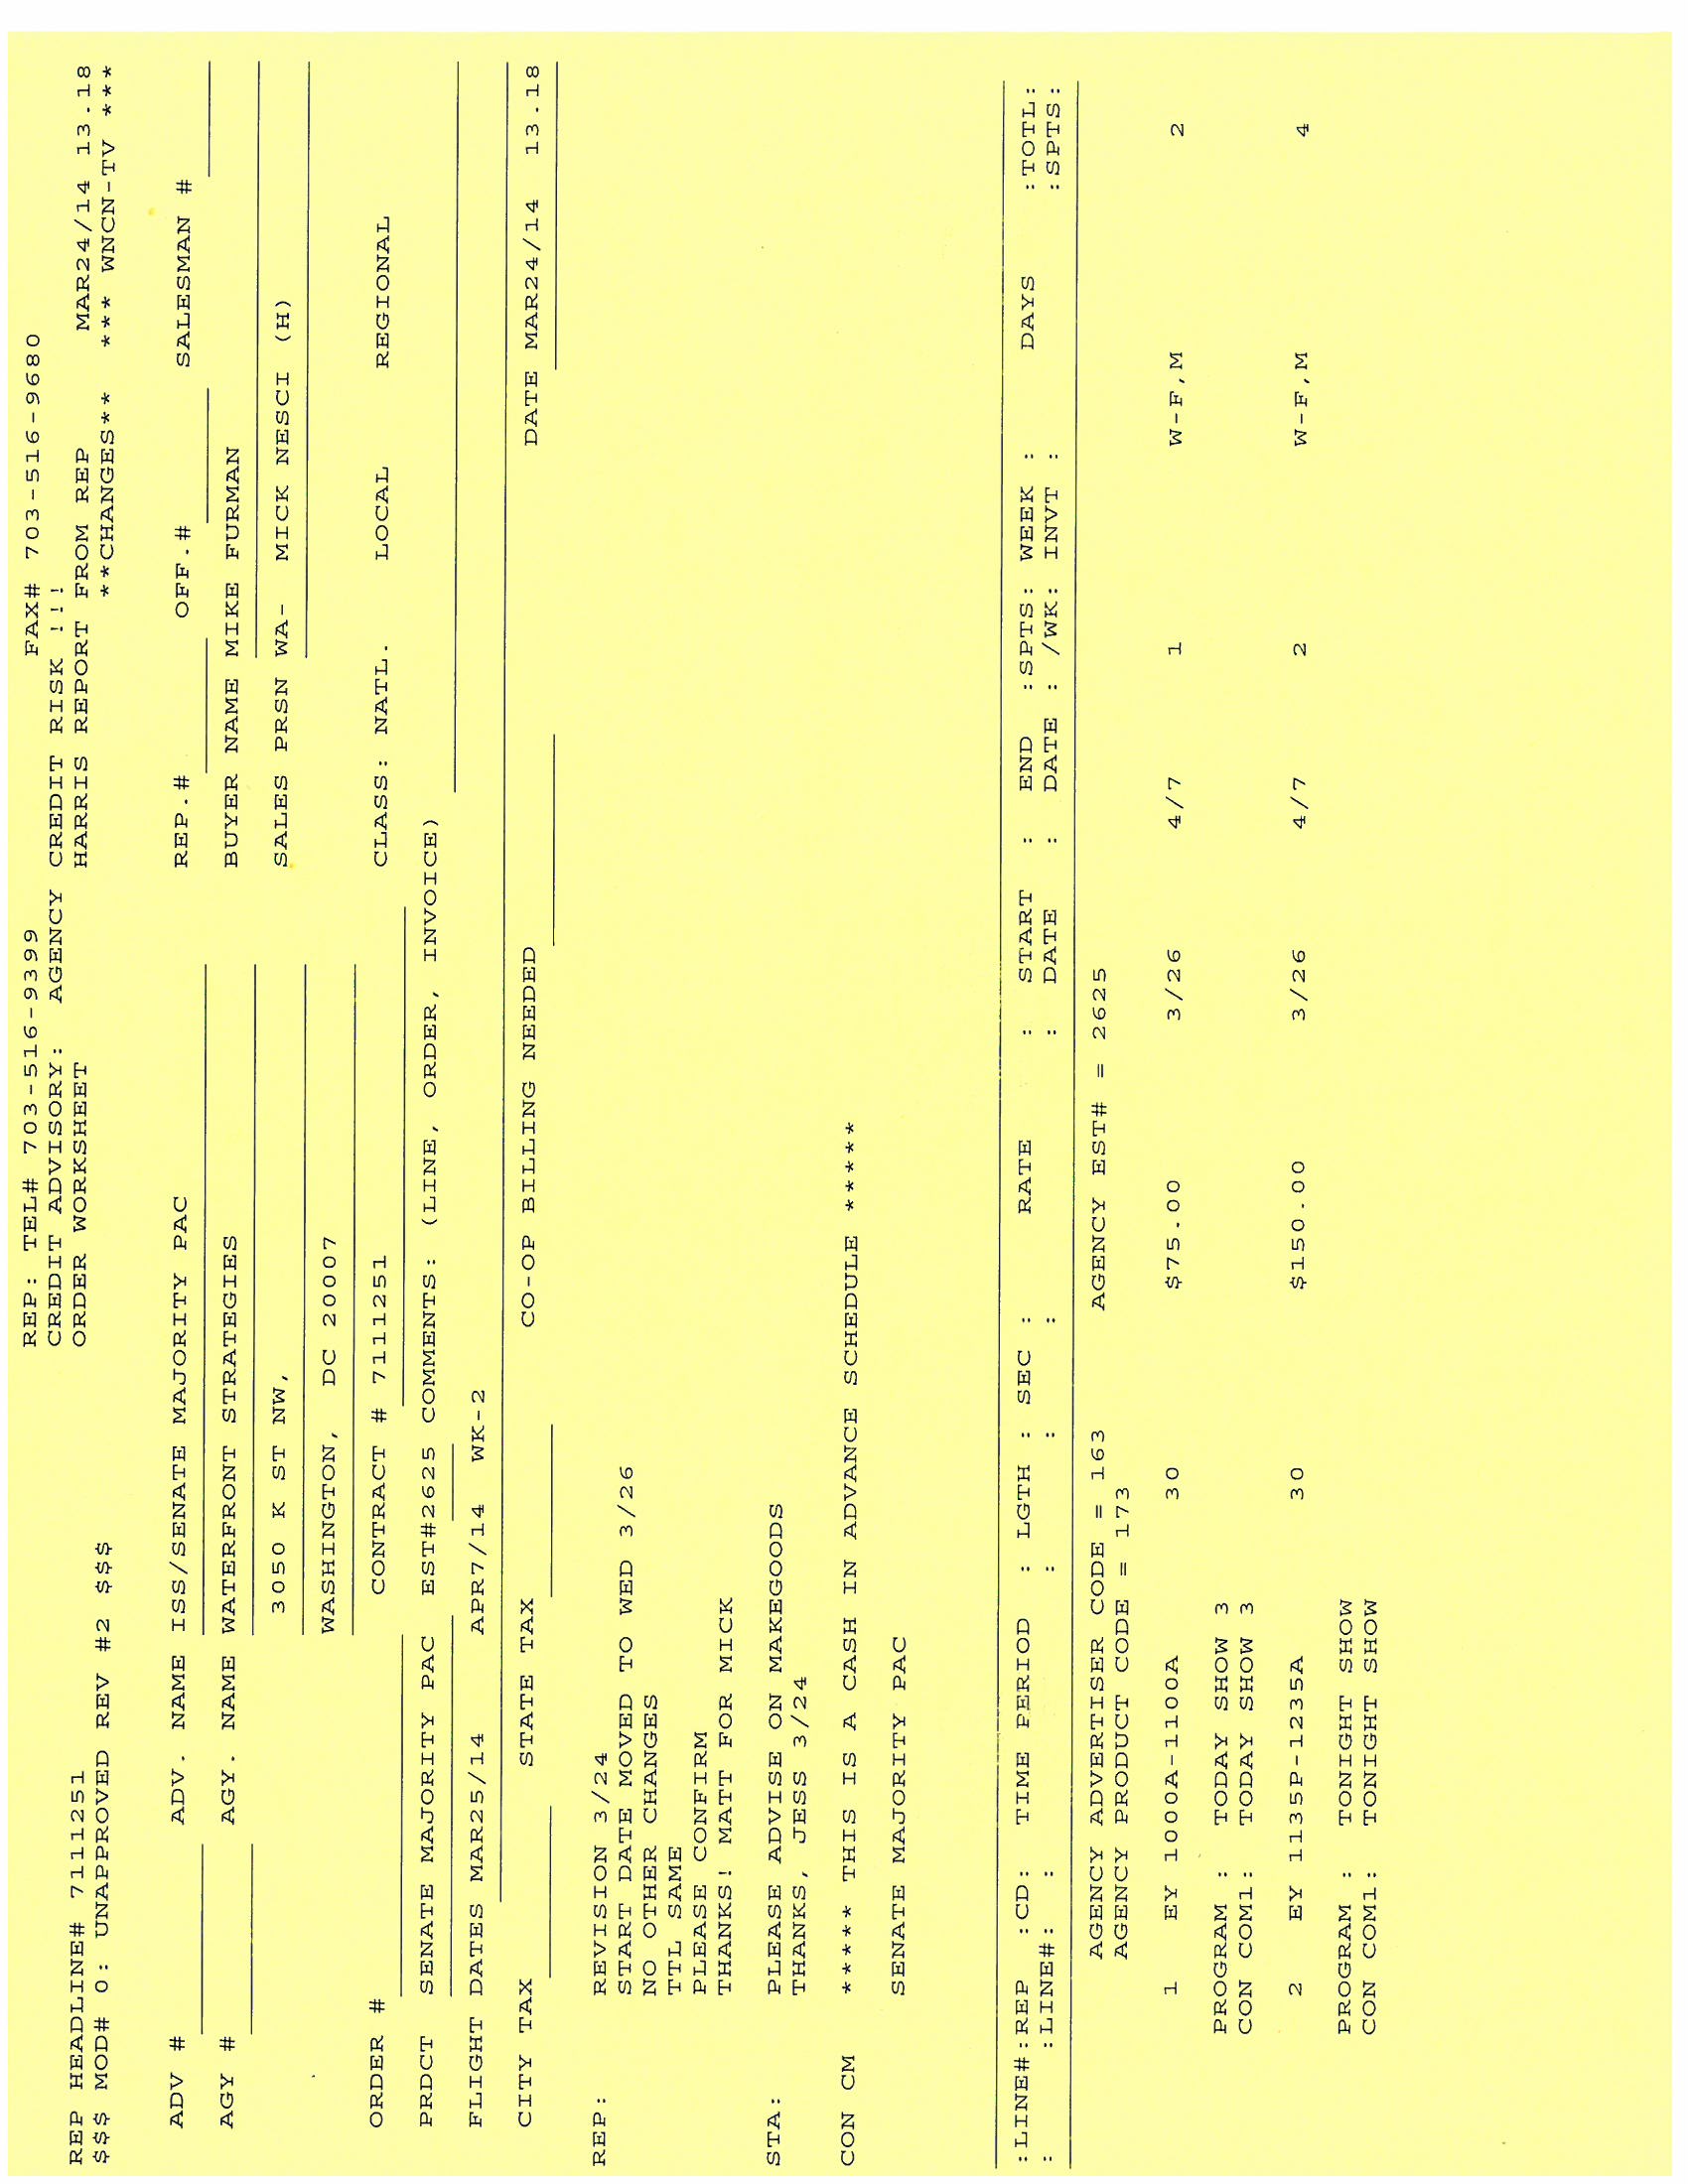 REP: TEL# 703-516-9399 FAX# 703-516-9680
CREDIT ADVISORY: AGENCY CREDIT RISK !!!
REP HEADLINE# 7111251 ORDER WORKSHEET HARRIS REPORT FROM REP MAR24/14 13.18
$$$ MOD# 0: UNAPPROVED REV #2 $$$ **CHANGES** **** WNCN-TV ****
ADV # ADV. NAME ISS/SENATE MAJORITY PAC REP.# OFF.# SALESMAN #
AGY # AGY. NAME WATERFRONT STRATEGIES BUYER NAME MIKE FURMAN
3050 K ST NW, SALES PRSN WA- MICK NESCI (H)
WASHINGTON, DC 20007
ORDER # CONTRACT # 7111251 CLASS: NATL. LOCAL REGIONAL
PRDCT SENATE MAJORITY PAC EST#2625 COMMENTS: (LINE, ORDER, INVOICE)
FLIGHT DATES MAR25/14 APR7/14 WK-2
CITY TAX STATE TAX CO-OP BILLING NEEDED DATE MAR24/14 13.18
REP: REVISION 3/24
START DATE MOVED TO WED 3/26
NO OTHER CHANGES
TTL SAME
PLEASE CONFIRM
THANKS! MATT FOR MICK
STA: PLEASE ADVISE ON MAKEGOODS
THANKS, JESS 3/24
CON CM ***** THIS IS A CASH IN ADVANCE SCHEDULE *****
SENATE MAJORITY PAC
:LINE#:REP :CD: TIME PERIOD : LGTH : SEC : RATE : START : END :SPTS: WEEK : DAYS :TOTL:
: :LINE#: : : : : DATE : DATE : /WK: INVT : :SPTS:
AGENCY ADVERTISER CODE = 163 AGENCY EST# = 2625
AGENCY PRODUCT CODE = 173
1 EY 1000A-1100A 30 $75.00 3/26 4/7 1 W-F,M 2
PROGRAM : TODAY SHOW 3
CON COM1: TODAY SHOW 3
2 EY 1135P-1235A 30 $150.00 3/26 4/7 2 W-F,M 4
PROGRAM : TONIGHT SHOW
CON COM1: TONIGHT SHOW